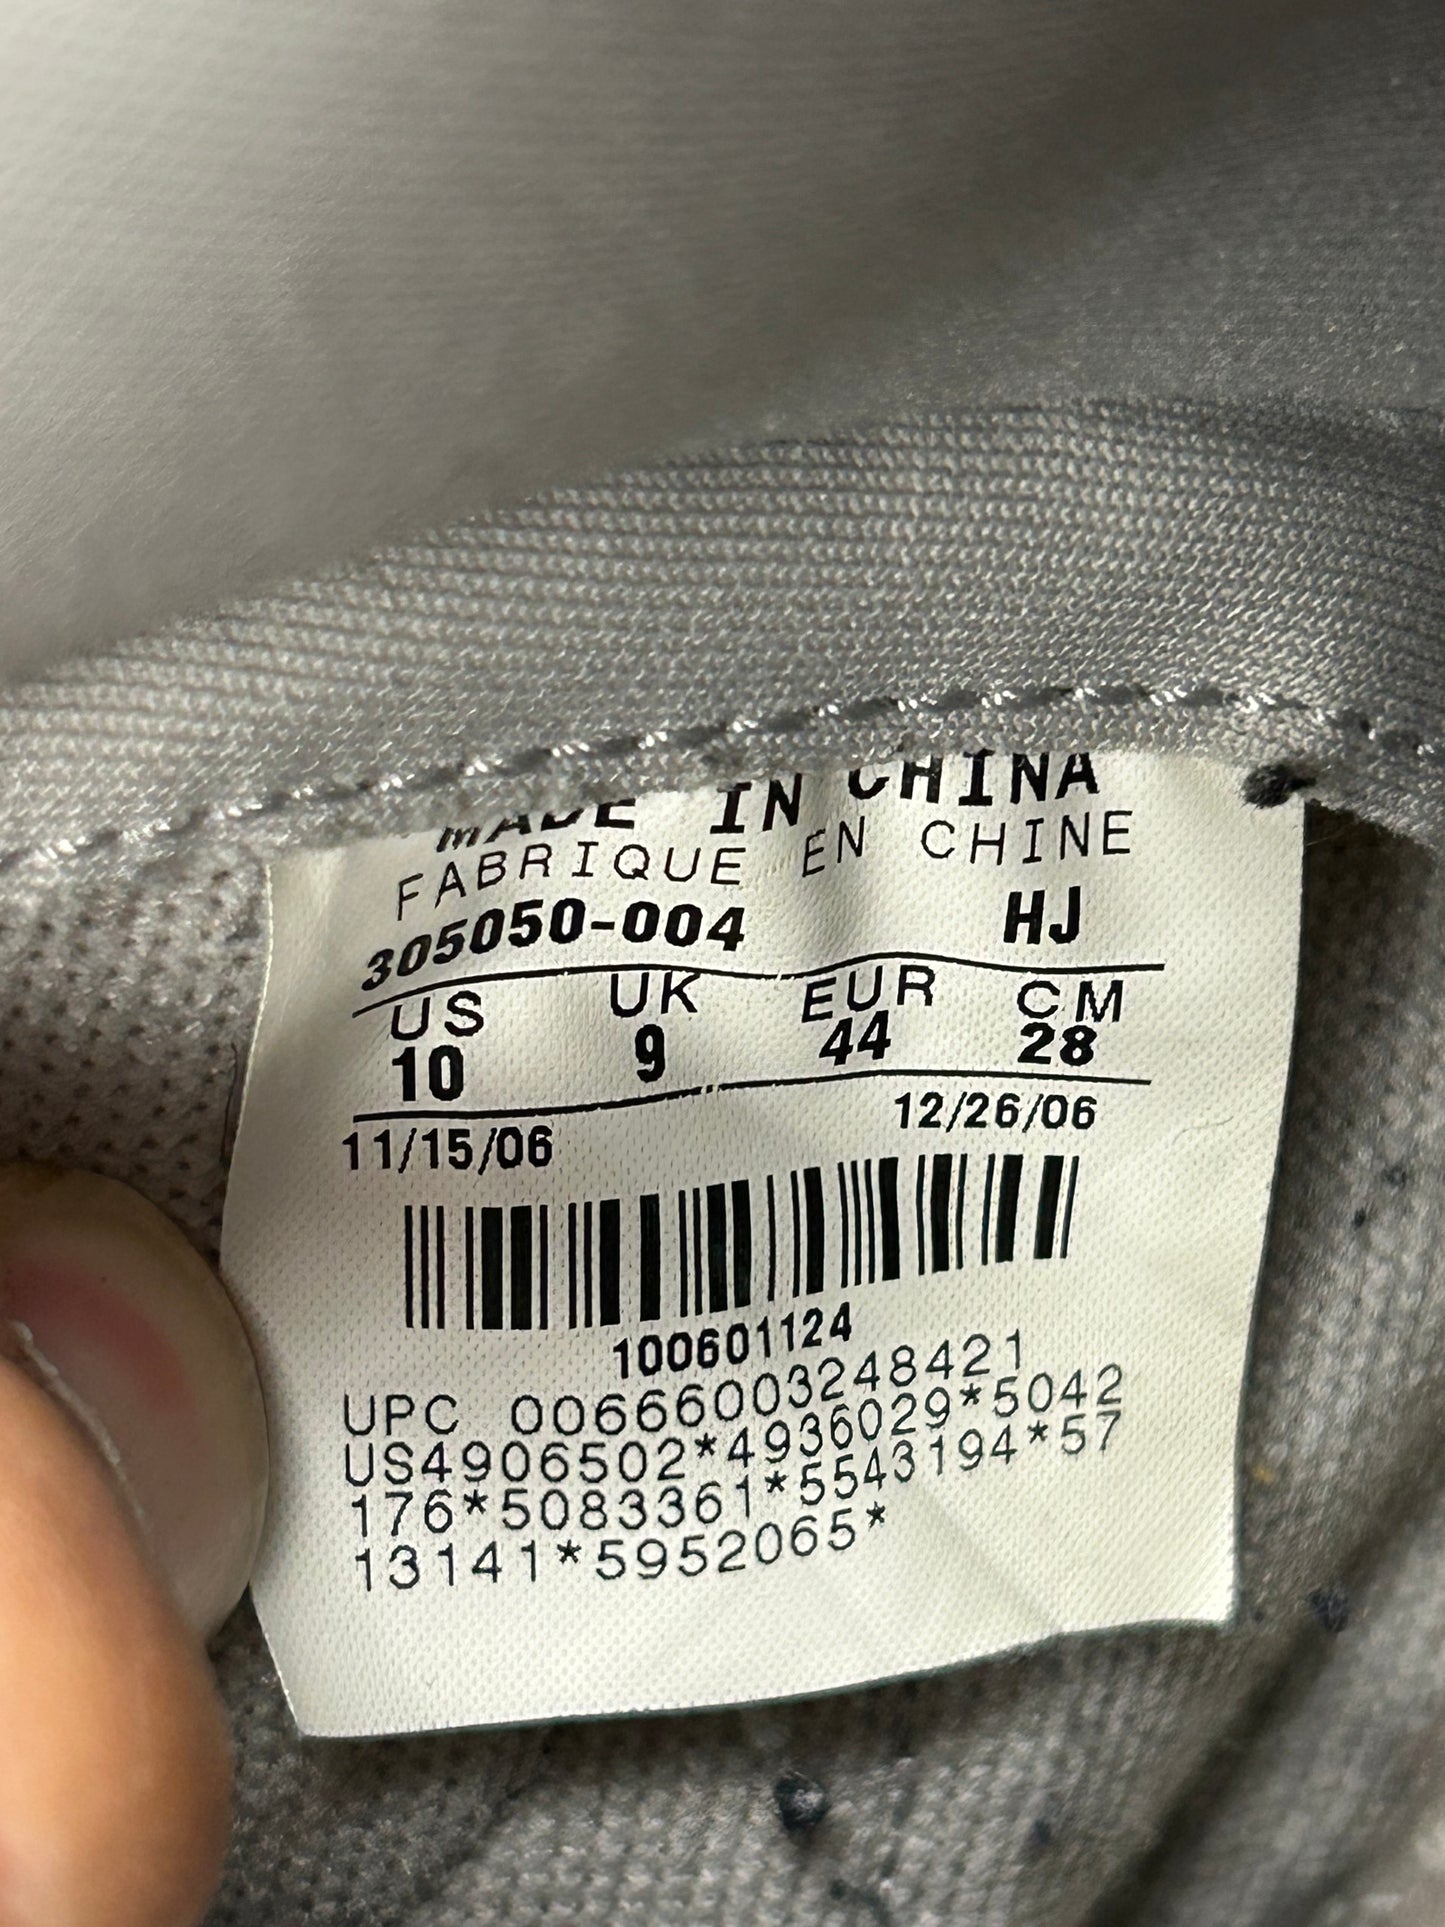 MADE IN CHINA
FABRIQUE EN CHINE
305050-004 HJ
US UK EUR CM
10 9 44 28
11/15/06 12/26/06
100601124
UPC 00666003248421
US4906502*4936029*5042
176*5083361*5543194*57
13141*5952065*